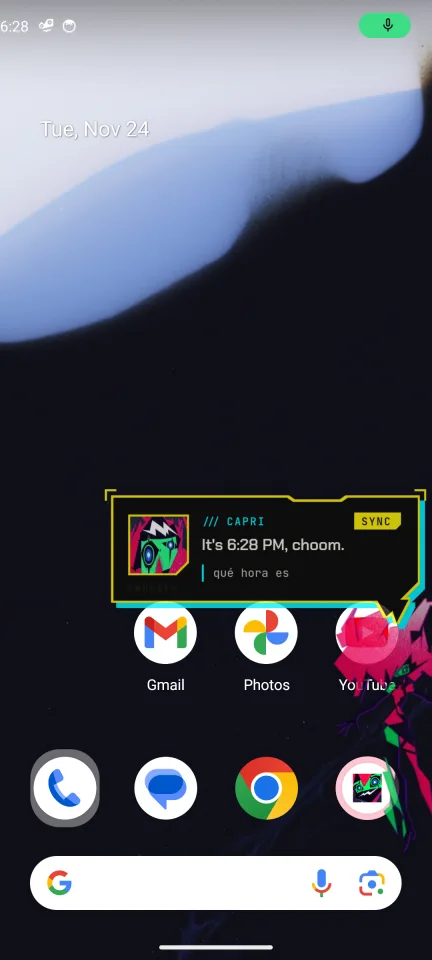 6:28
Tue, Nov 24
/// CAPRI
SYNC
It's 6:28 PM, choom.
qué hora es
Gmail
Photos
YouTube